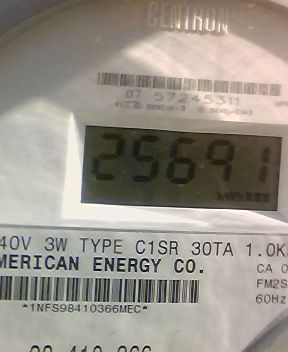 CENTRON
07 57245311
25691
kWh
40V 3W TYPE C1SR 30TA 1.0K
MERICAN ENERGY CO.
CA 0
FM2S
*1NFS98410366MEC*
60Hz